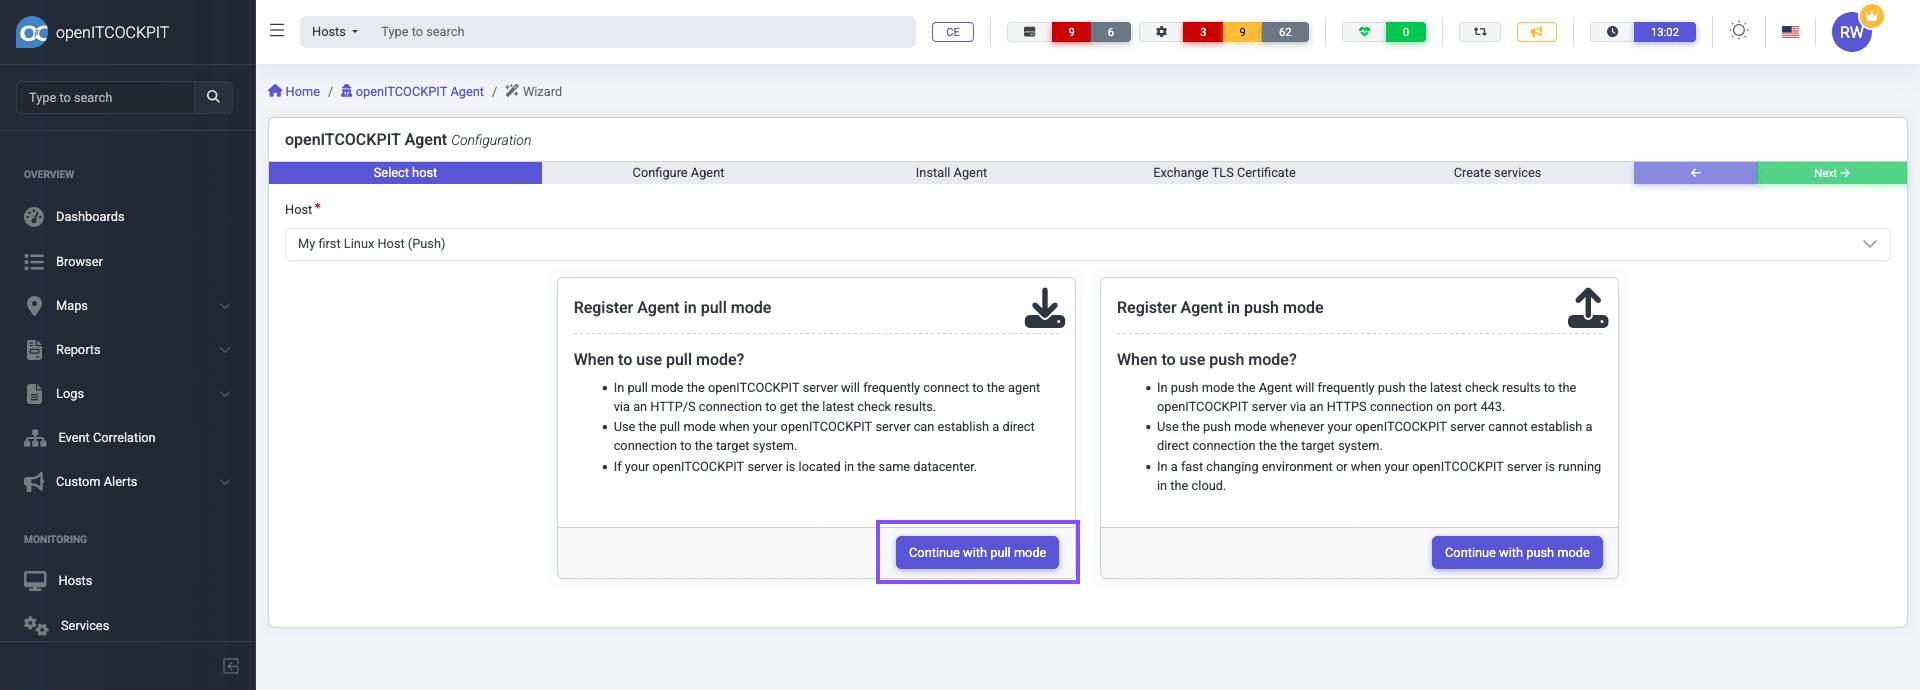 openITCOCKPIT
Hosts
Type to search
CE
9
6
3
9
62
0
13:02
RW
Type to search
Home / openITCOCKPIT Agent / Wizard
openITCOCKPIT Agent Configuration
Select host
Configure Agent
Install Agent
Exchange TLS Certificate
Create services
Next
Host *
My first Linux Host (Push)
OVERVIEW
Dashboards
Browser
Maps
Reports
Logs
Event Correlation
Custom Alerts
MONITORING
Hosts
Services
Register Agent in pull mode
When to use pull mode?
• In pull mode the openITCOCKPIT server will frequently connect to the agent
via an HTTP/S connection to get the latest check results.
• Use the pull mode when your openITCOCKPIT server can establish a direct
connection to the target system.
• If your openITCOCKPIT server is located in the same datacenter.
Continue with pull mode
Register Agent in push mode
When to use push mode?
• In push mode the Agent will frequently push the latest check results to the
openITCOCKPIT server via an HTTPS connection on port 443.
• Use the push mode whenever your openITCOCKPIT server cannot establish a
direct connection the the target system.
• In a fast changing environment or when your openITCOCKPIT server is running
in the cloud.
Continue with push mode